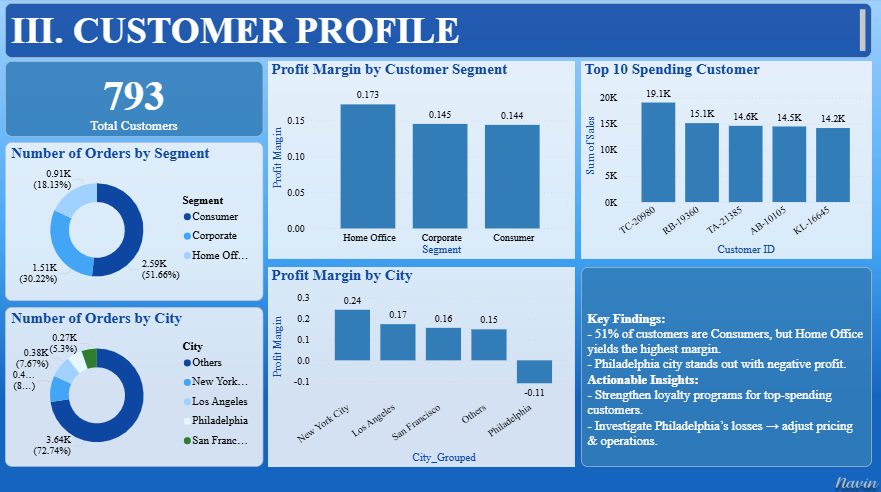 III. CUSTOMER PROFILE
793
Total Customers
Number of Orders by Segment
0.91K
(18.13%)
1.51K
(30.22%)
2.59K
(51.66%)
Segment
Consumer
Corporate
Home Off...
Number of Orders by City
0.27K
(5.3%)
0.38K
(7.67%)
0.4...
(8...)
3.64K
(72.74%)
City
Others
New York...
Los Angeles
Philadelphia
San Franc...
Profit Margin by Customer Segment
Profit Margin
0.15
0.10
0.05
0.00
0.173
0.145
0.144
Home Office Corporate Consumer
Segment
Profit Margin by City
Profit Margin
0.3
0.2
0.1
0.0
-0.1
0.24
0.17
0.16
0.15
-0.11
New York City
Los Angeles
San Francisco
Others
Philadelphia
City_Grouped
Top 10 Spending Customer
Sum of Sales
20K
15K
10K
5K
0K
19.1K
15.1K
14.6K
14.5K
14.2K
TC-20980
RB-19360
TA-21385
AB-10105
KL-16645
Customer ID
Key Findings:
- 51% of customers are Consumers, but Home Office
yields the highest margin.
- Philadelphia city stands out with negative profit.
Actionable Insights:
- Strengthen loyalty programs for top-spending
customers.
- Investigate Philadelphia's losses → adjust pricing
& operations.
Navin